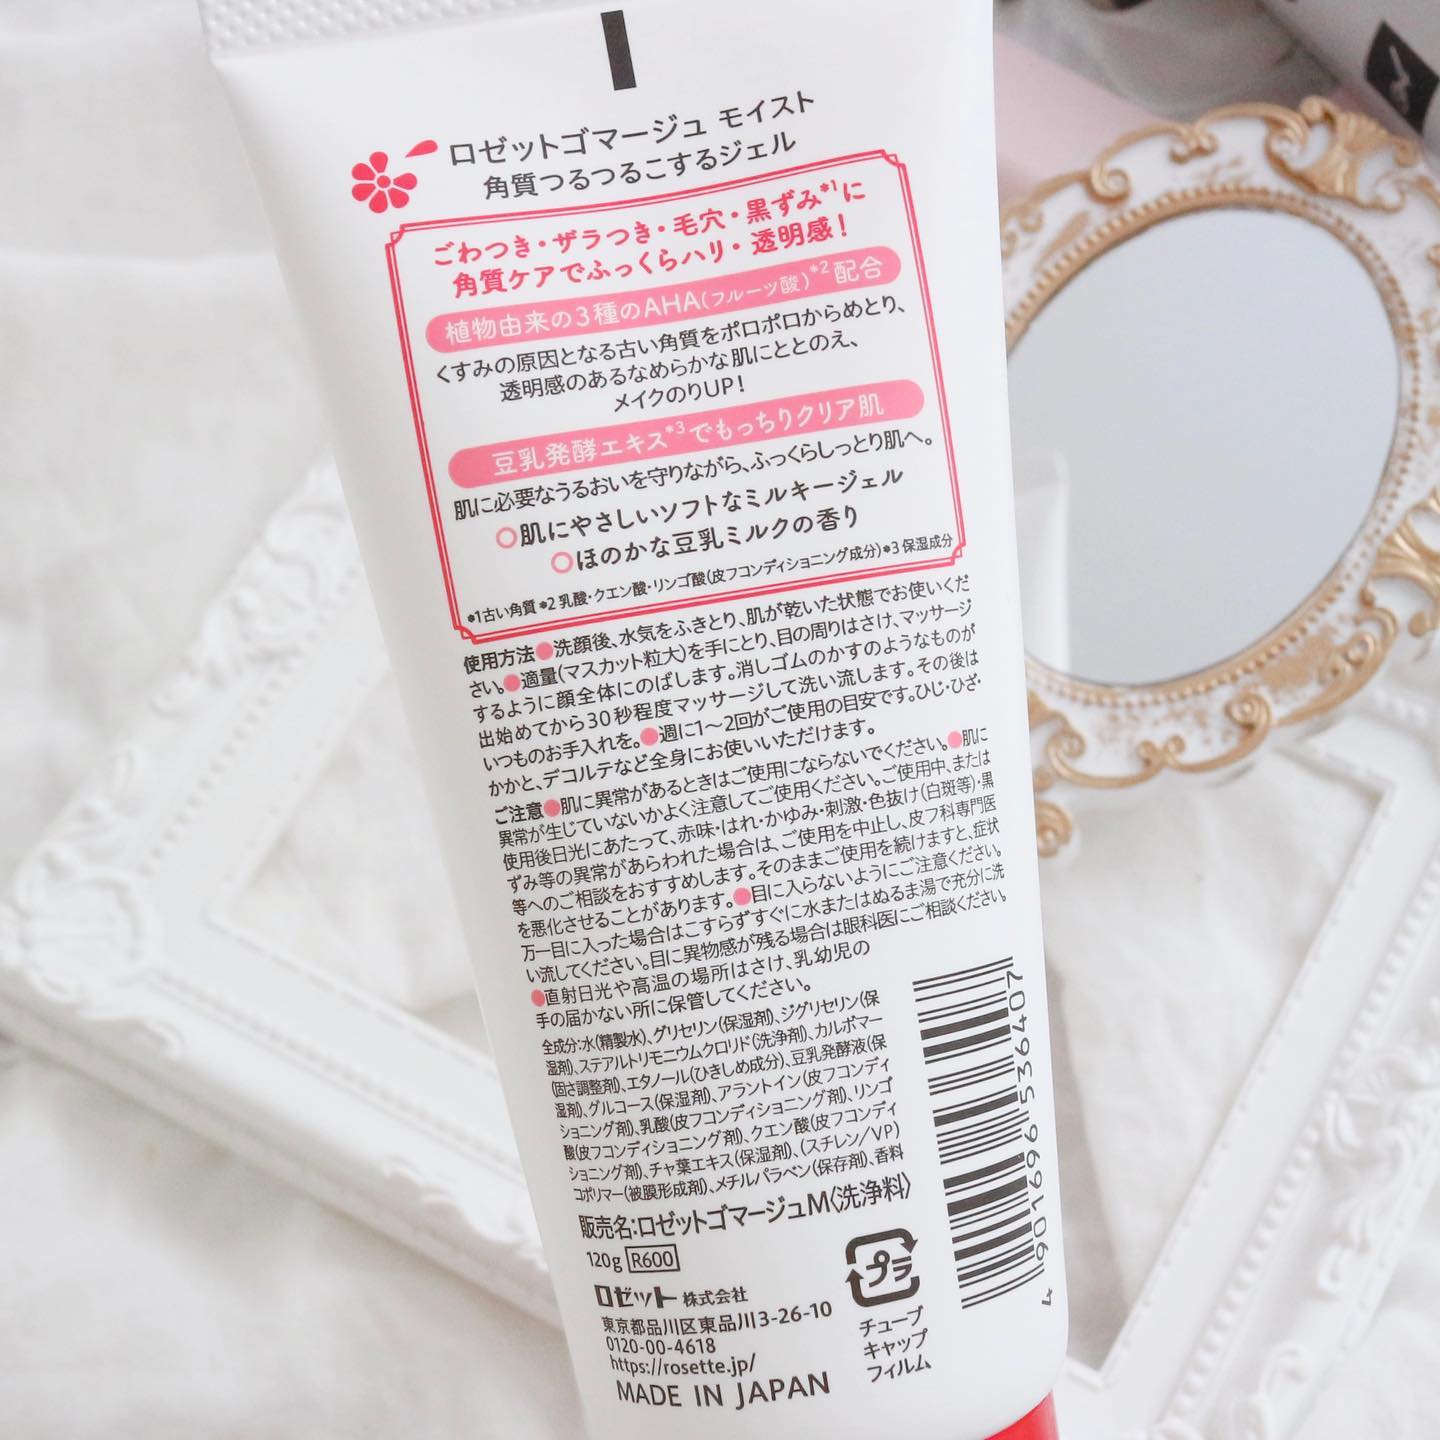 ロゼットゴマージュ モイスト
角質つるつるこするジェル
ごわつき・ザラつき・毛穴・黒ずみ*1に
角質ケアでふっくらハリ・透明感！
植物由来の3種のAHA(フルーツ酸)*2配合
くすみの原因となる古い角質をポロポロからめとり、
透明感のあるなめらかな肌にととのえ、
メイクのりUP！
豆乳発酵エキス*3でもっちりクリア肌
肌に必要なうるおいを守りながら、ふっくらしっとり肌へ。
○肌にやさしいソフトなミルキージェル
○ほのかな豆乳ミルクの香り
*1古い角質 *2 乳酸・クエン酸・リンゴ酸(皮フコンディショニング成分) *3 保湿成分
使用方法●洗顔後、水気をふきとり、肌が乾いた状態でお使いくだ
さい。●適量(マスカット粒大)を手にとり、目の周りはさけ、マッサージ
するように顔全体にのばします。消しゴムのかすのようなものが
出始めてから30秒程度マッサージして洗い流します。その後は
いつものお手入れを。●週に1～2回がご使用の目安です。ひじ・ひざ・
かかと、デコルテなど全身にお使いいただけます。
ご注意●肌に異常があるときはご使用にならないでください。●肌に
異常が生じていないかよく注意してご使用ください。ご使用中、または
使用後日光にあたって、赤味・はれ・かゆみ・刺激・色抜け(白斑等)・黒
ずみ等の異常があらわれた場合は、ご使用を中止し、皮フ科専門医
等へのご相談をおすすめします。そのままご使用を続けますと、症状
を悪化させることがあります。●目に入らないようにご注意ください。
万一目に入った場合はこすらずすぐに水またはぬるま湯で充分に洗
い流してください。目に異物感が残る場合は眼科医にご相談ください。
●直射日光や高温の場所はさけ、乳幼児の
手の届かない所に保管してください。
全成分:水(精製水)、グリセリン(保湿剤)、ジグリセリン(保
湿剤)、ステアルトリモニウムクロリド(洗浄剤)、カルボマー
(固さ調整剤)、エタノール(ひきしめ成分)、豆乳発酵液(保
湿剤)、グルコース(保湿剤)、アラントイン(皮フコンディ
ショニング剤)、乳酸(皮フコンディショニング剤)、リンゴ
酸(皮フコンディショニング剤)、クエン酸(皮フコンディ
ショニング剤)、チャ葉エキス(保湿剤)、(スチレン/VP)
コポリマー(被膜形成剤)、メチルパラベン(保存剤)、香料
販売名:ロゼットゴマージュM〈洗浄料〉
120g R600
ロゼット 株式会社
東京都品川区東品川3-26-10
0120-00-4618
https://rosette.jp/
MADE IN JAPAN
プラ
チューブ
キャップ
フィルム
4 901696 536407